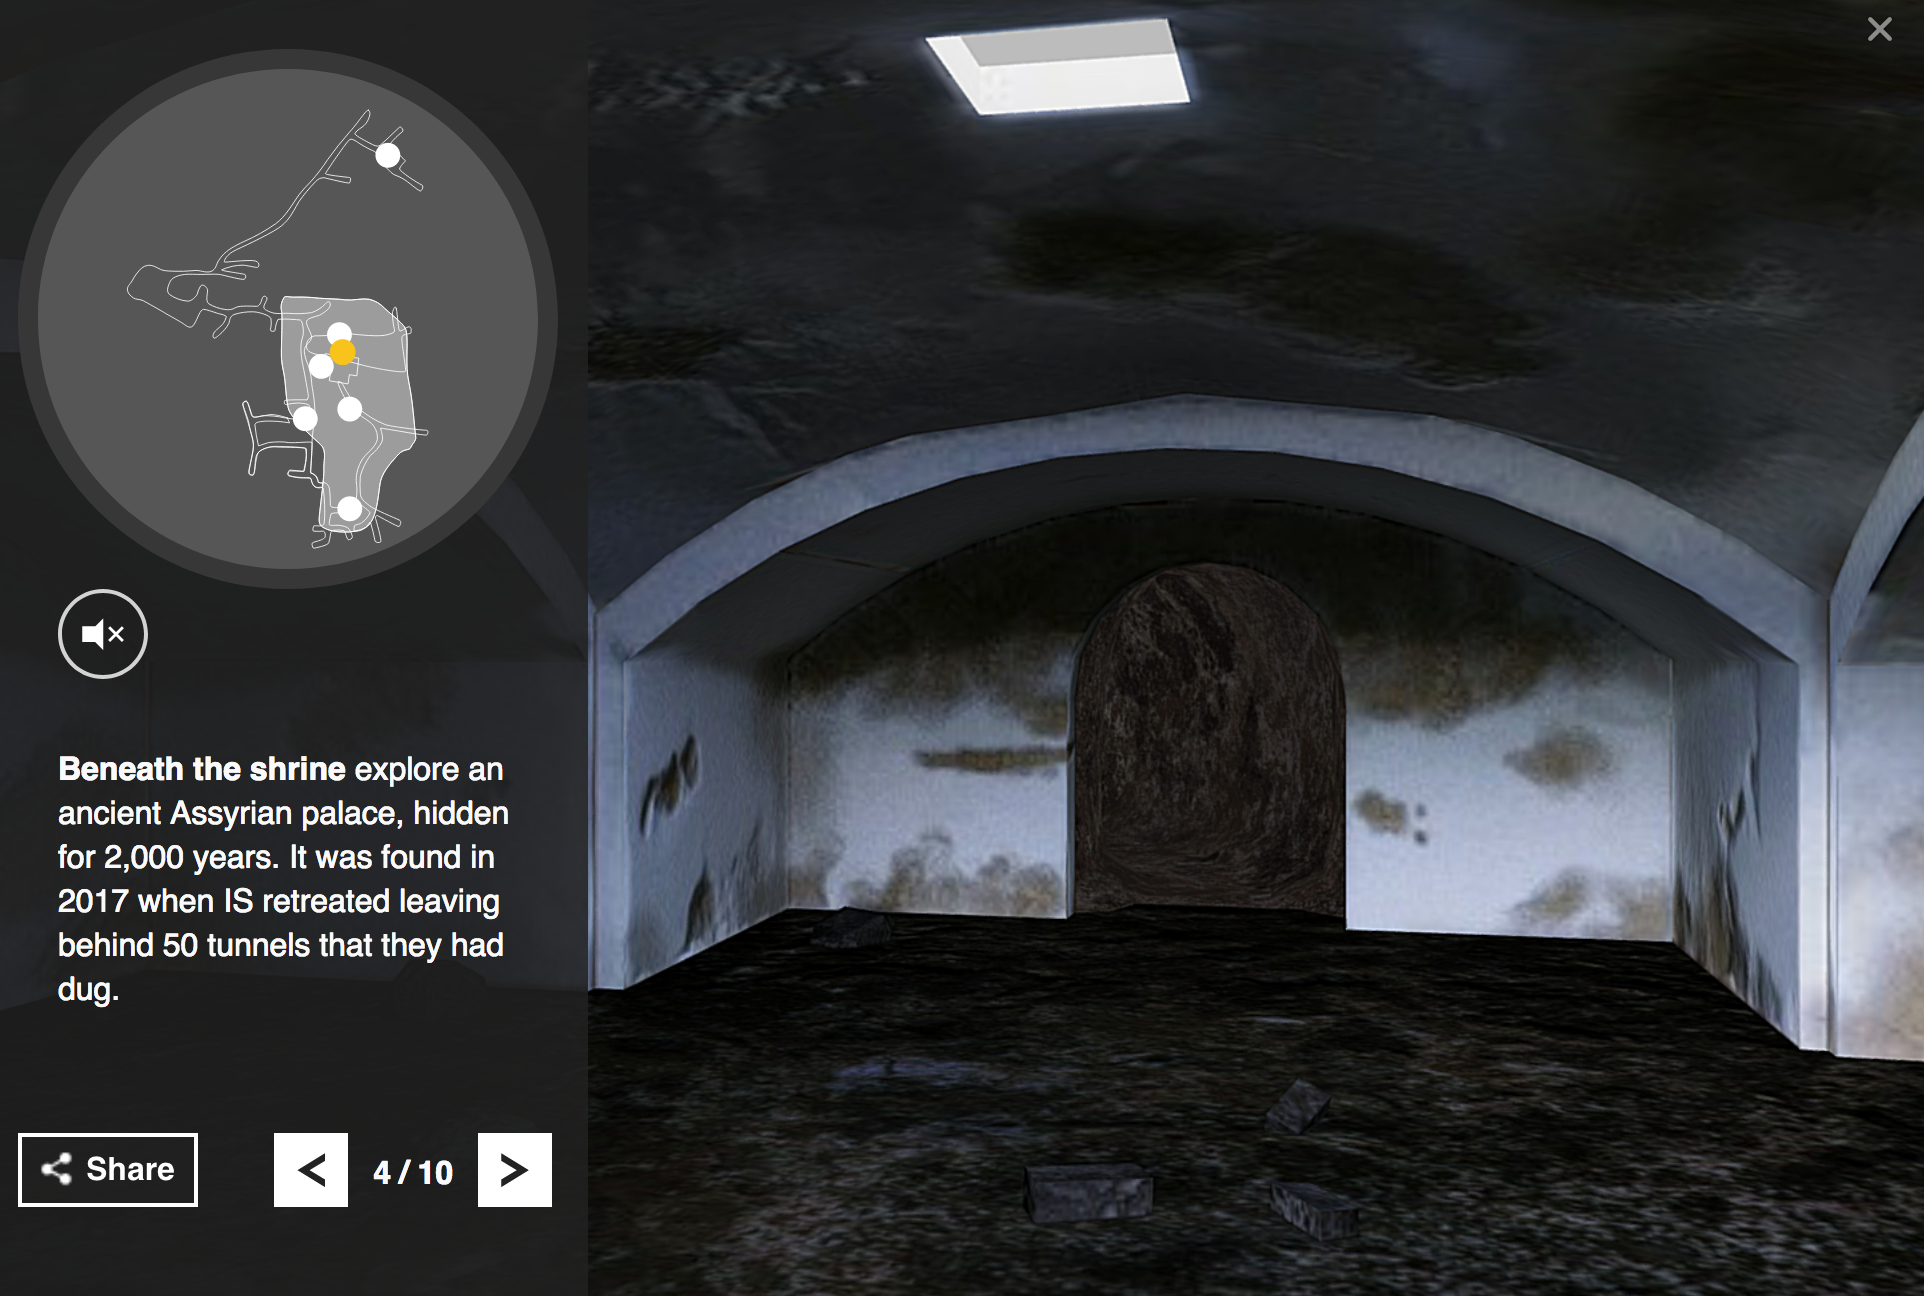 Beneath the shrine explore an
ancient Assyrian palace, hidden
for 2,000 years. It was found in
2017 when IS retreated leaving
behind 50 tunnels that they had
dug.
Share
< 4 / 10 >